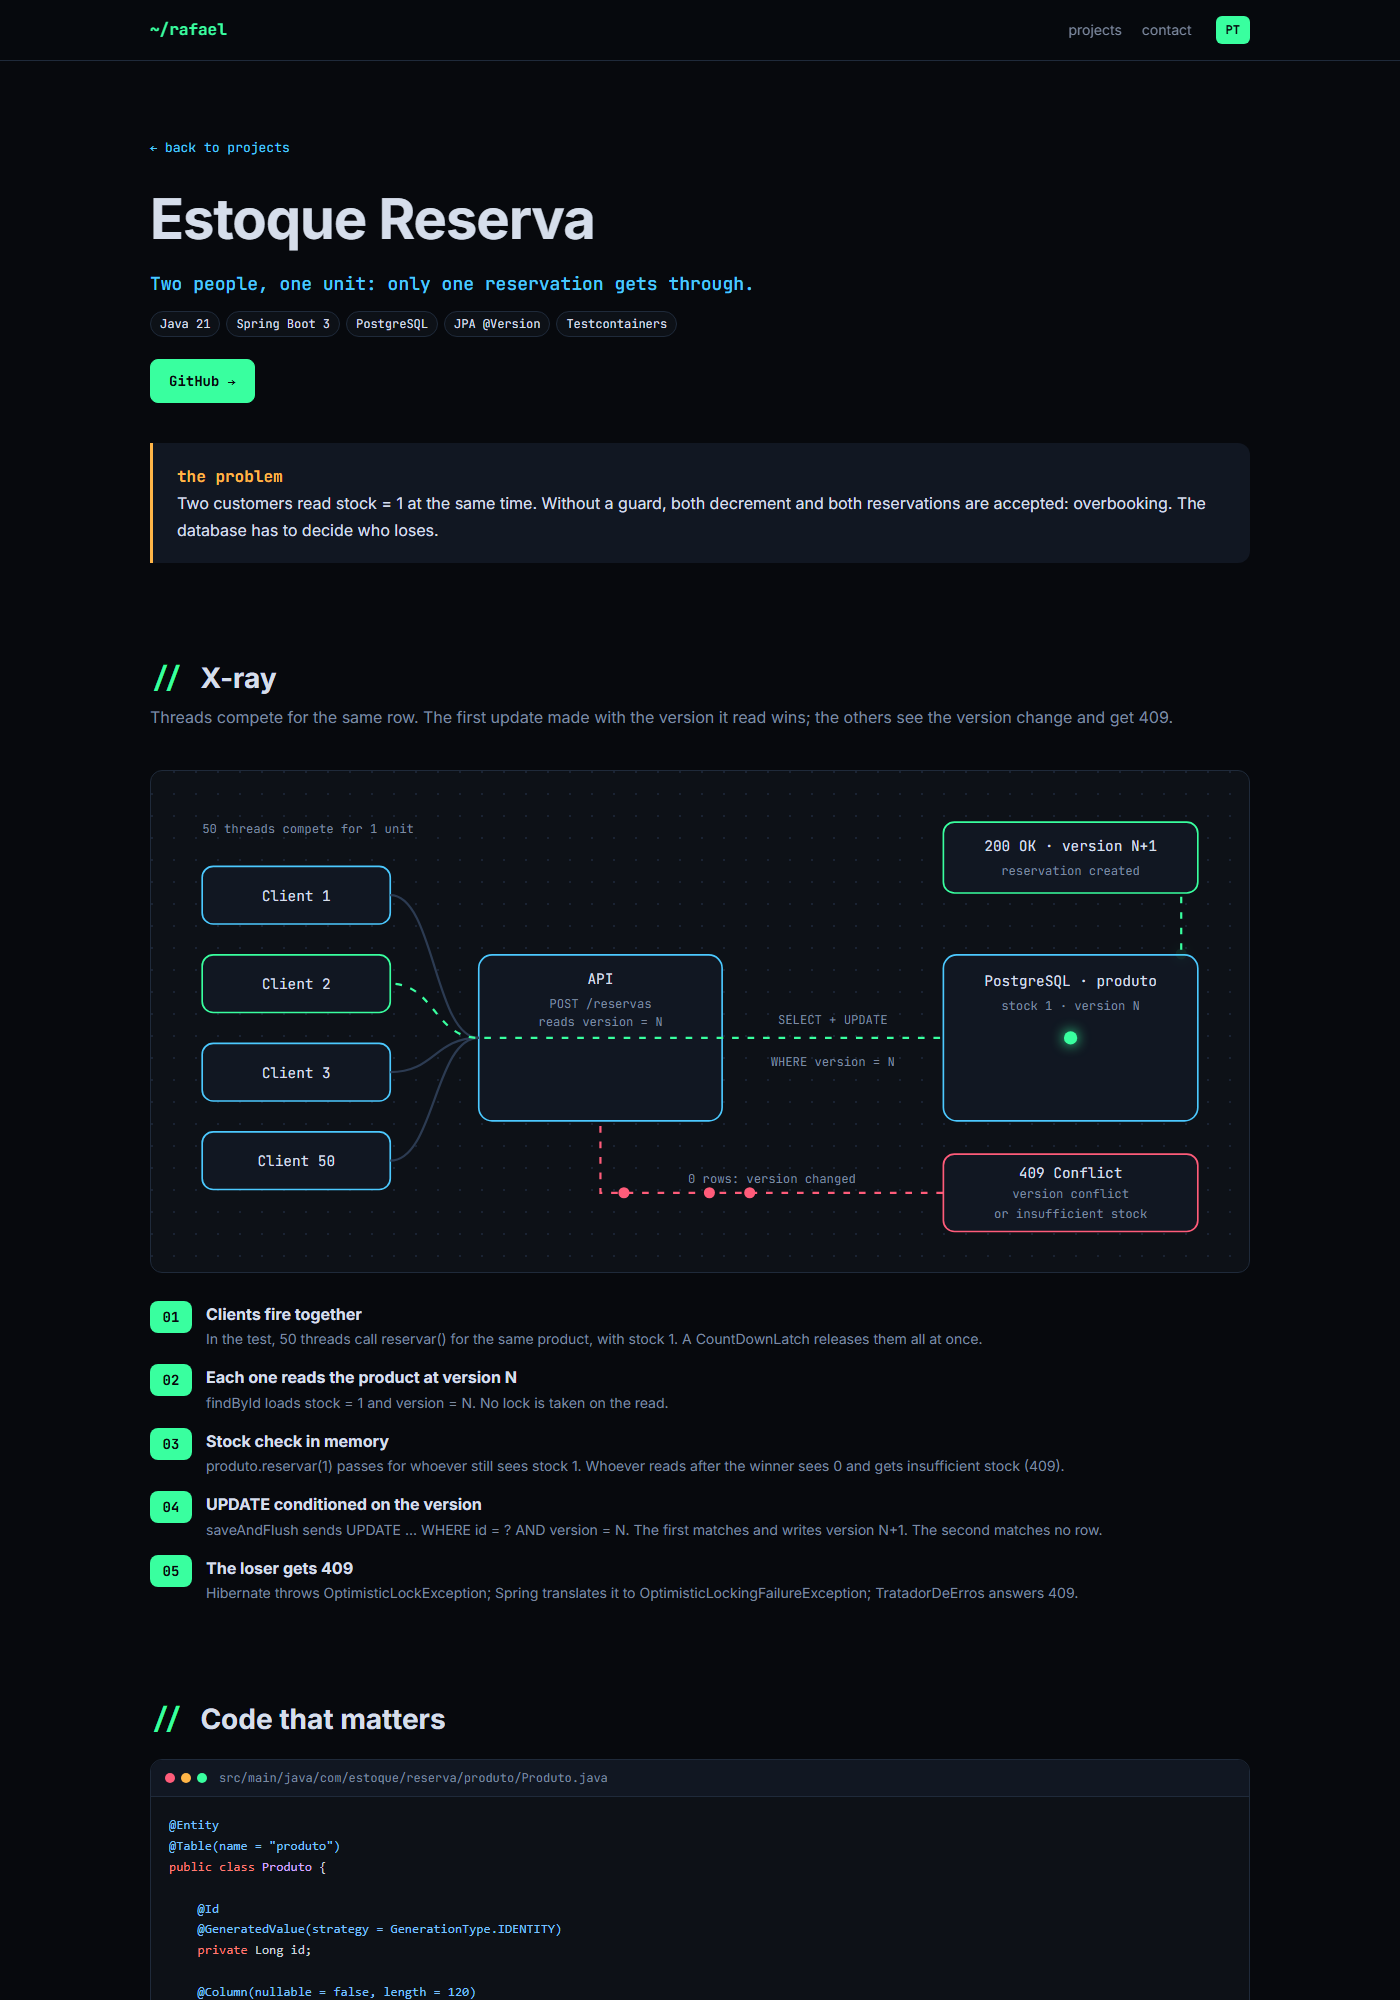 ~/rafael
projects
contact
PT
← back to projects
Estoque Reserva
Two people, one unit: only one reservation gets through.
Java 21
Spring Boot 3
PostgreSQL
JPA @Version
Testcontainers
GitHub →
the problem
Two customers read stock = 1 at the same time. Without a guard, both decrement and both reservations are accepted: overbooking. The
database has to decide who loses.
// X-ray
Threads compete for the same row. The first update made with the version it read wins; the others see the version change and get 409.
50 threads compete for 1 unit
Client 1
Client 2
Client 3
Client 50
API
POST /reservas
reads version = N
SELECT + UPDATE
WHERE version = N
200 OK · version N+1
reservation created
PostgreSQL · produto
stock 1 · version N
0 rows: version changed
409 Conflict
version conflict
or insufficient stock
01
Clients fire together
In the test, 50 threads call reservar() for the same product, with stock 1. A CountDownLatch releases them all at once.
02
Each one reads the product at version N
findById loads stock = 1 and version = N. No lock is taken on the read.
03
Stock check in memory
produto.reservar(1) passes for whoever still sees stock 1. Whoever reads after the winner sees 0 and gets insufficient stock (409).
04
UPDATE conditioned on the version
saveAndFlush sends UPDATE ... WHERE id = ? AND version = N. The first matches and writes version N+1. The second matches no row.
05
The loser gets 409
Hibernate throws OptimisticLockException; Spring translates it to OptimisticLockingFailureException; TratadorDeErros answers 409.
// Code that matters
src/main/java/com/estoque/reserva/produto/Produto.java
@Entity
@Table(name = "produto")
public class Produto {
@Id
@GeneratedValue(strategy = GenerationType.IDENTITY)
private Long id;
@Column(nullable = false, length = 120)